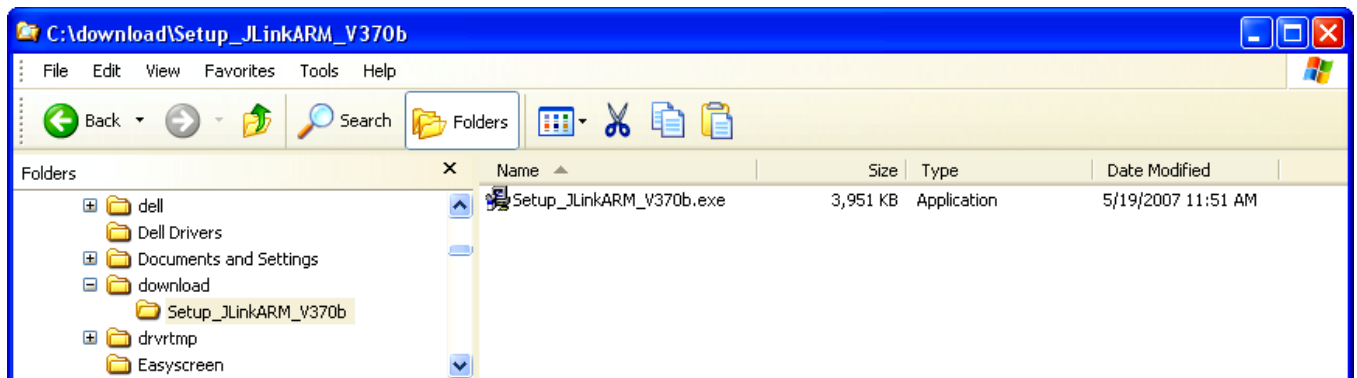 C:\download\Setup_JLinkARM_V370b
File Edit View Favorites Tools Help
Back Search Folders
Folders Name Size Type Date Modified
dell Setup_JLinkARM_V370b.exe 3,951 KB Application 5/19/2007 11:51 AM
Dell Drivers
Documents and Settings
download
Setup_JLinkARM_V370b
drvrtmp
Easyscreen